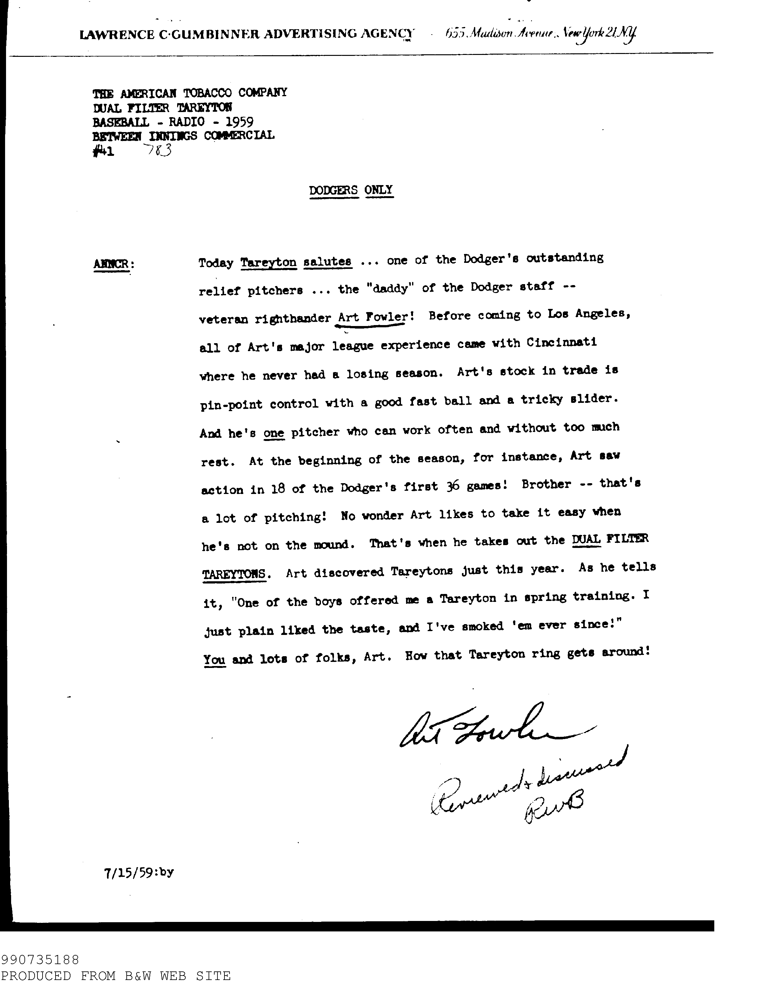 LAWRENCE C·GUMBINNER ADVERTISING AGENCY · 655, Madison Avenue, New York 21, N.Y.
THE AMERICAN TOBACCO COMPANY
DUAL FILTER TAREYTON
BASEBALL - RADIO - 1959
BETWEEN INNINGS COMMERCIAL
#41 783
DODGERS ONLY
ANNCR: Today Tareyton salutes ... one of the Dodger's outstanding
relief pitchers ... the "daddy" of the Dodger staff --
veteran righthander Art Fowler! Before coming to Los Angeles,
all of Art's major league experience came with Cincinnati
where he never had a losing season. Art's stock in trade is
pin-point control with a good fast ball and a tricky slider.
And he's one pitcher who can work often and without too much
rest. At the beginning of the season, for instance, Art saw
action in 18 of the Dodger's first 36 games! Brother -- that's
a lot of pitching! No wonder Art likes to take it easy when
he's not on the mound. That's when he takes out the DUAL FILTER
TAREYTONS. Art discovered Tareytons just this year. As he tells
it, "One of the boys offered me a Tareyton in spring training. I
just plain liked the taste, and I've smoked 'em ever since!"
You and lots of folks, Art. How that Tareyton ring gets around!
Art Fowler
Reviewed & discussed
RWB
7/15/59:by
990735188
PRODUCED FROM B&W WEB SITE